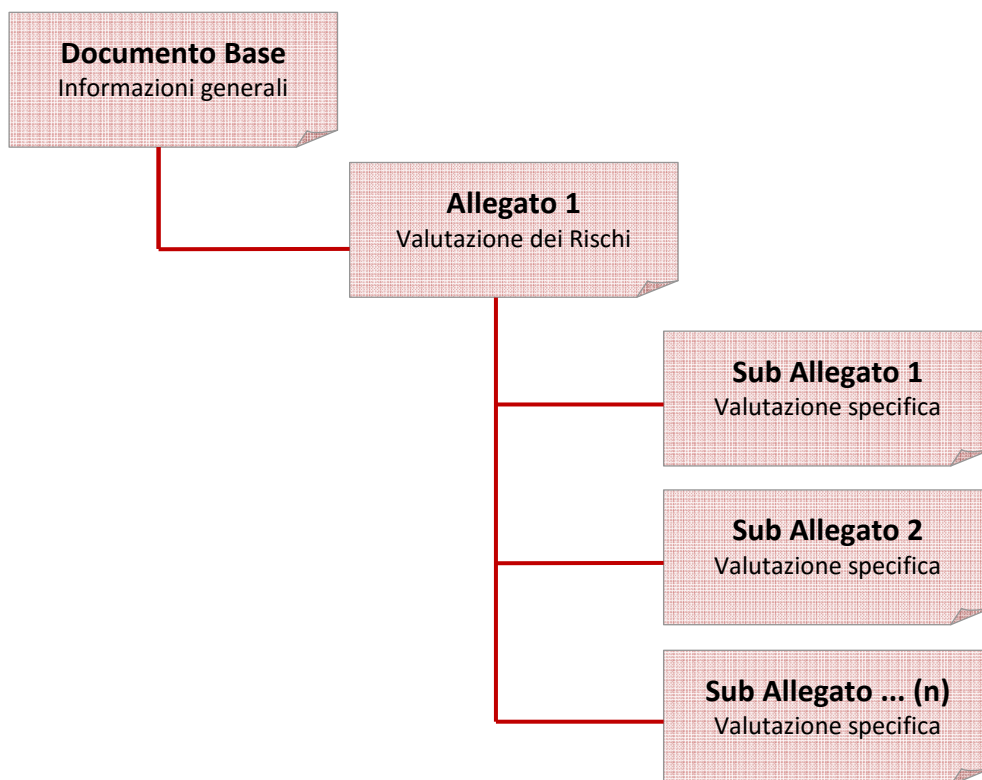 Documento Base
Informazioni generali
Allegato 1
Valutazione dei Rischi
Sub Allegato 1
Valutazione specifica
Sub Allegato 2
Valutazione specifica
Sub Allegato ... (n)
Valutazione specifica